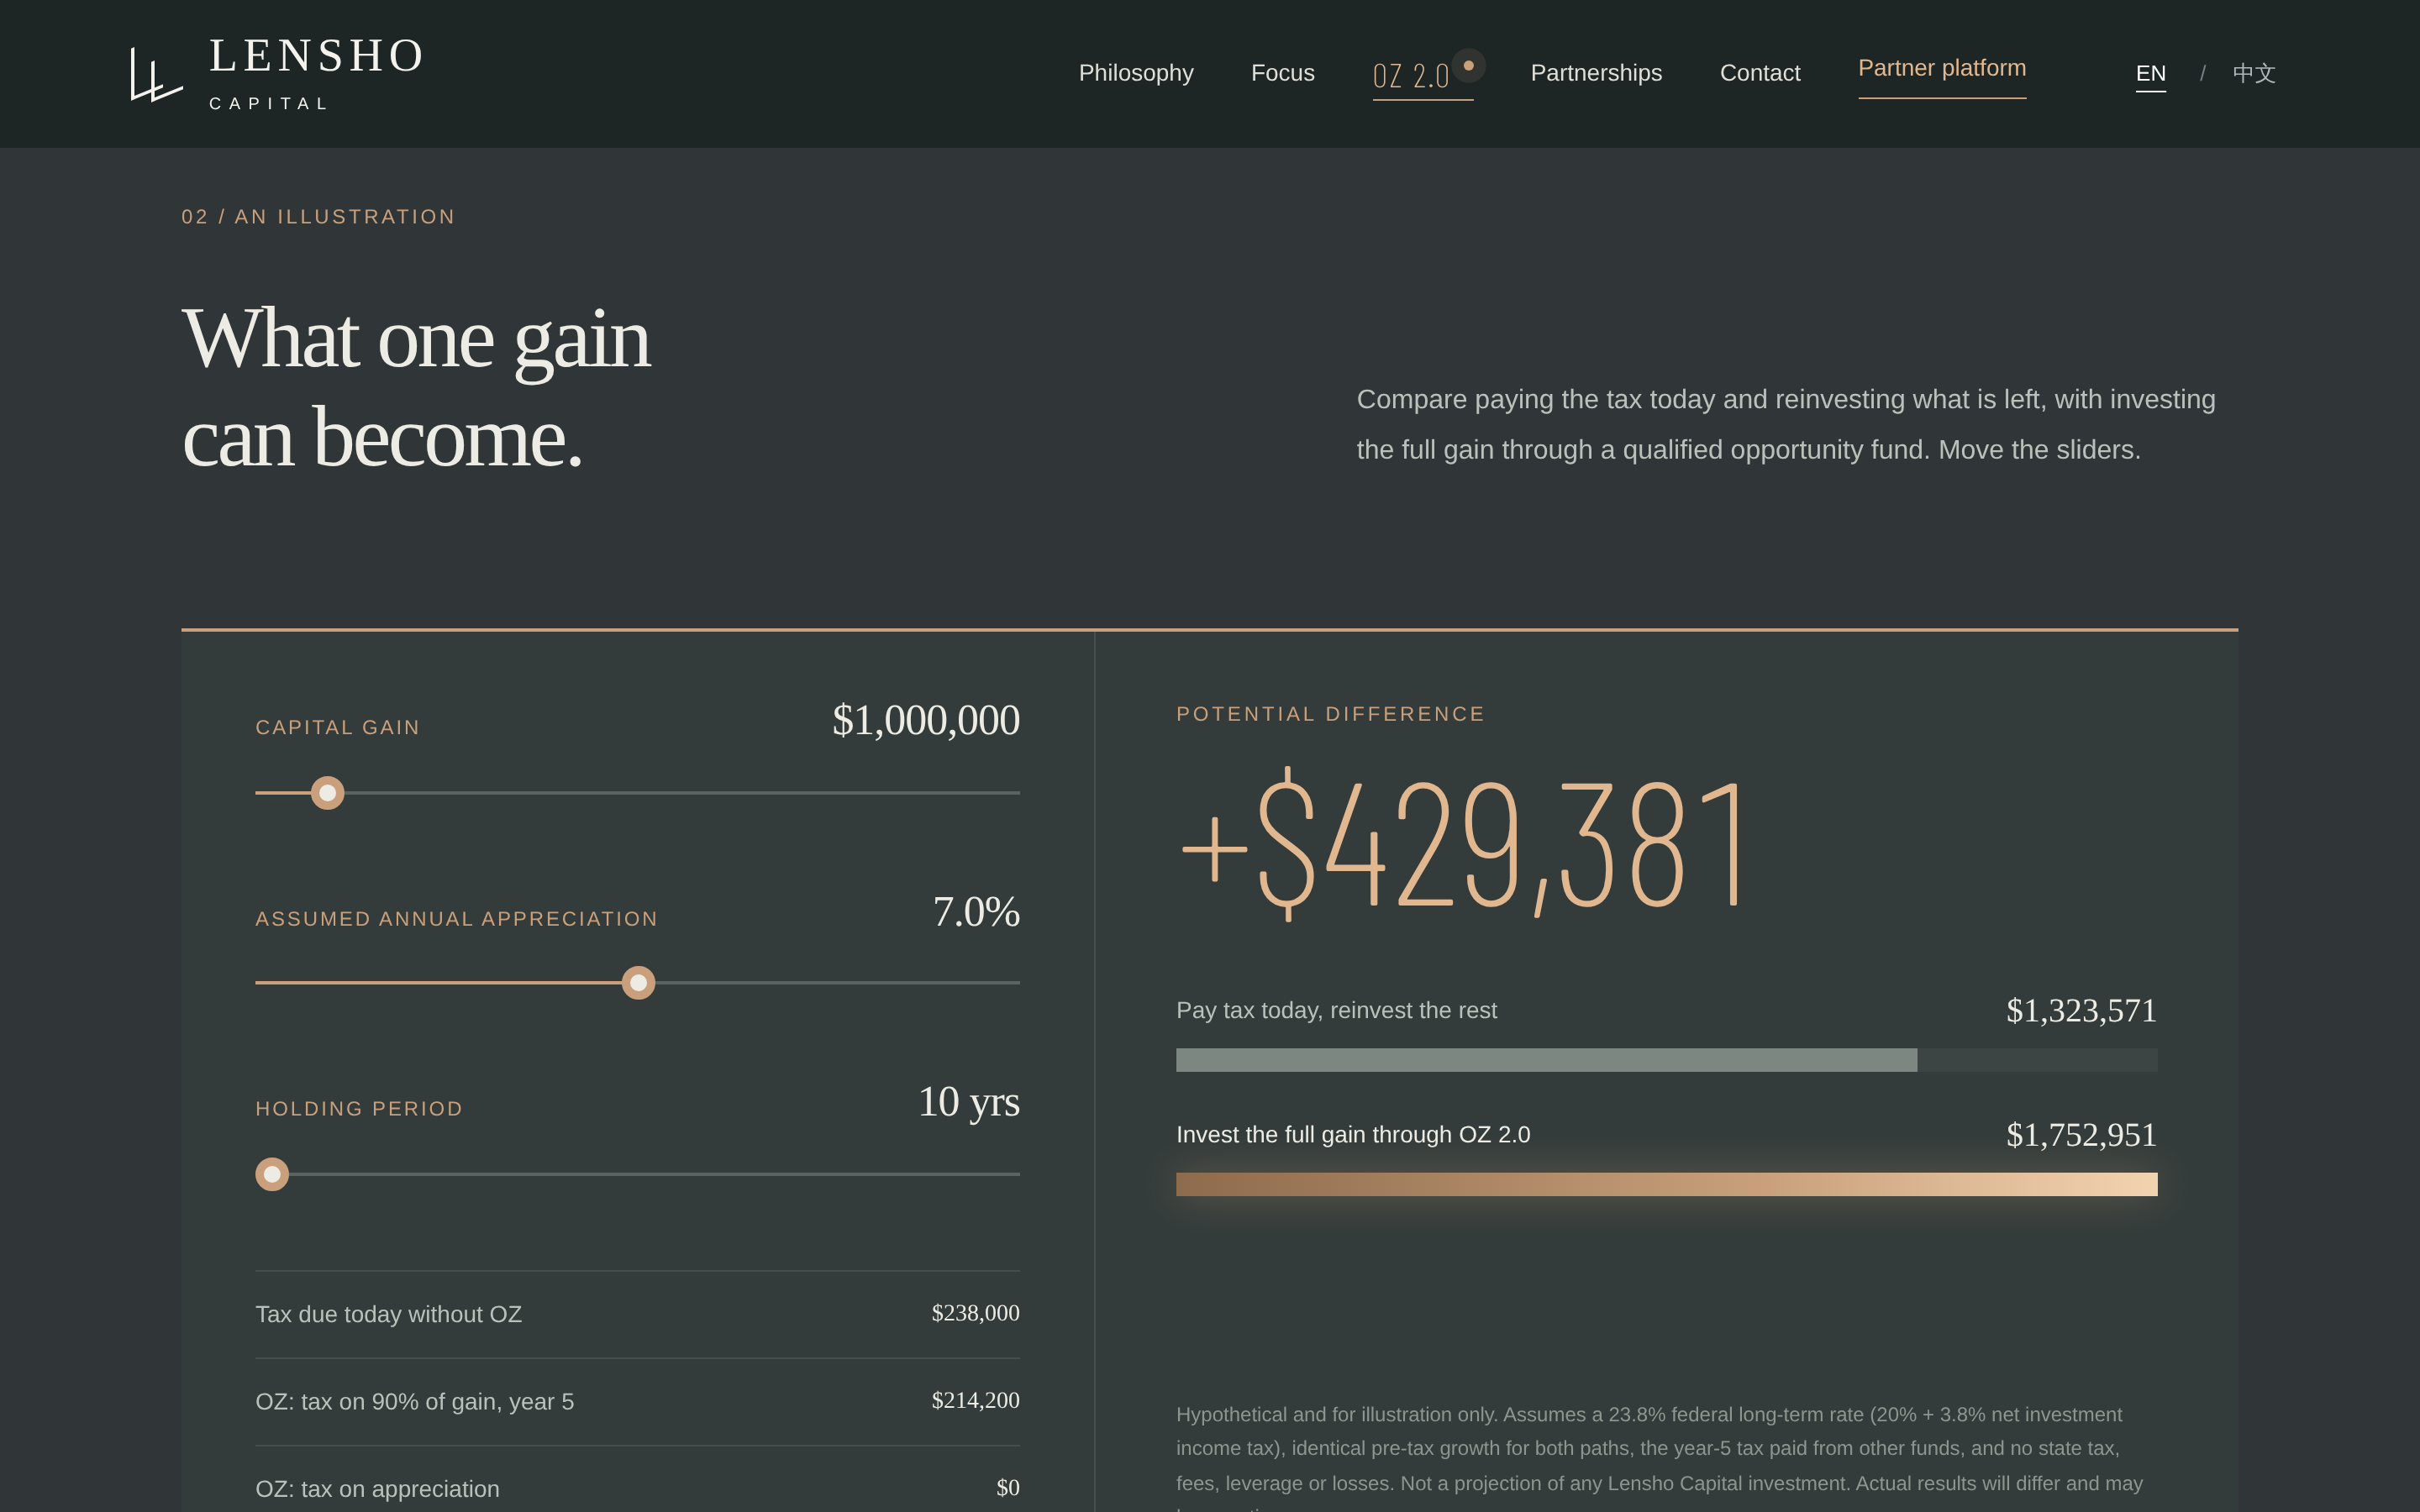 LENSHO
CAPITAL
Philosophy
Focus
OZ 2.0
Partnerships
Contact
Partner platform
EN / 中文
02 / AN ILLUSTRATION
What one gain
can become.
Compare paying the tax today and reinvesting what is left, with investing
the full gain through a qualified opportunity fund. Move the sliders.
CAPITAL GAIN $1,000,000
ASSUMED ANNUAL APPRECIATION 7.0%
HOLDING PERIOD 10 yrs
Tax due today without OZ $238,000
OZ: tax on 90% of gain, year 5 $214,200
OZ: tax on appreciation $0
POTENTIAL DIFFERENCE
+$429,381
Pay tax today, reinvest the rest $1,323,571
Invest the full gain through OZ 2.0 $1,752,951
Hypothetical and for illustration only. Assumes a 23.8% federal long-term rate (20% + 3.8% net investment
income tax), identical pre-tax growth for both paths, the year-5 tax paid from other funds, and no state tax,
fees, leverage or losses. Not a projection of any Lensho Capital investment. Actual results will differ and may